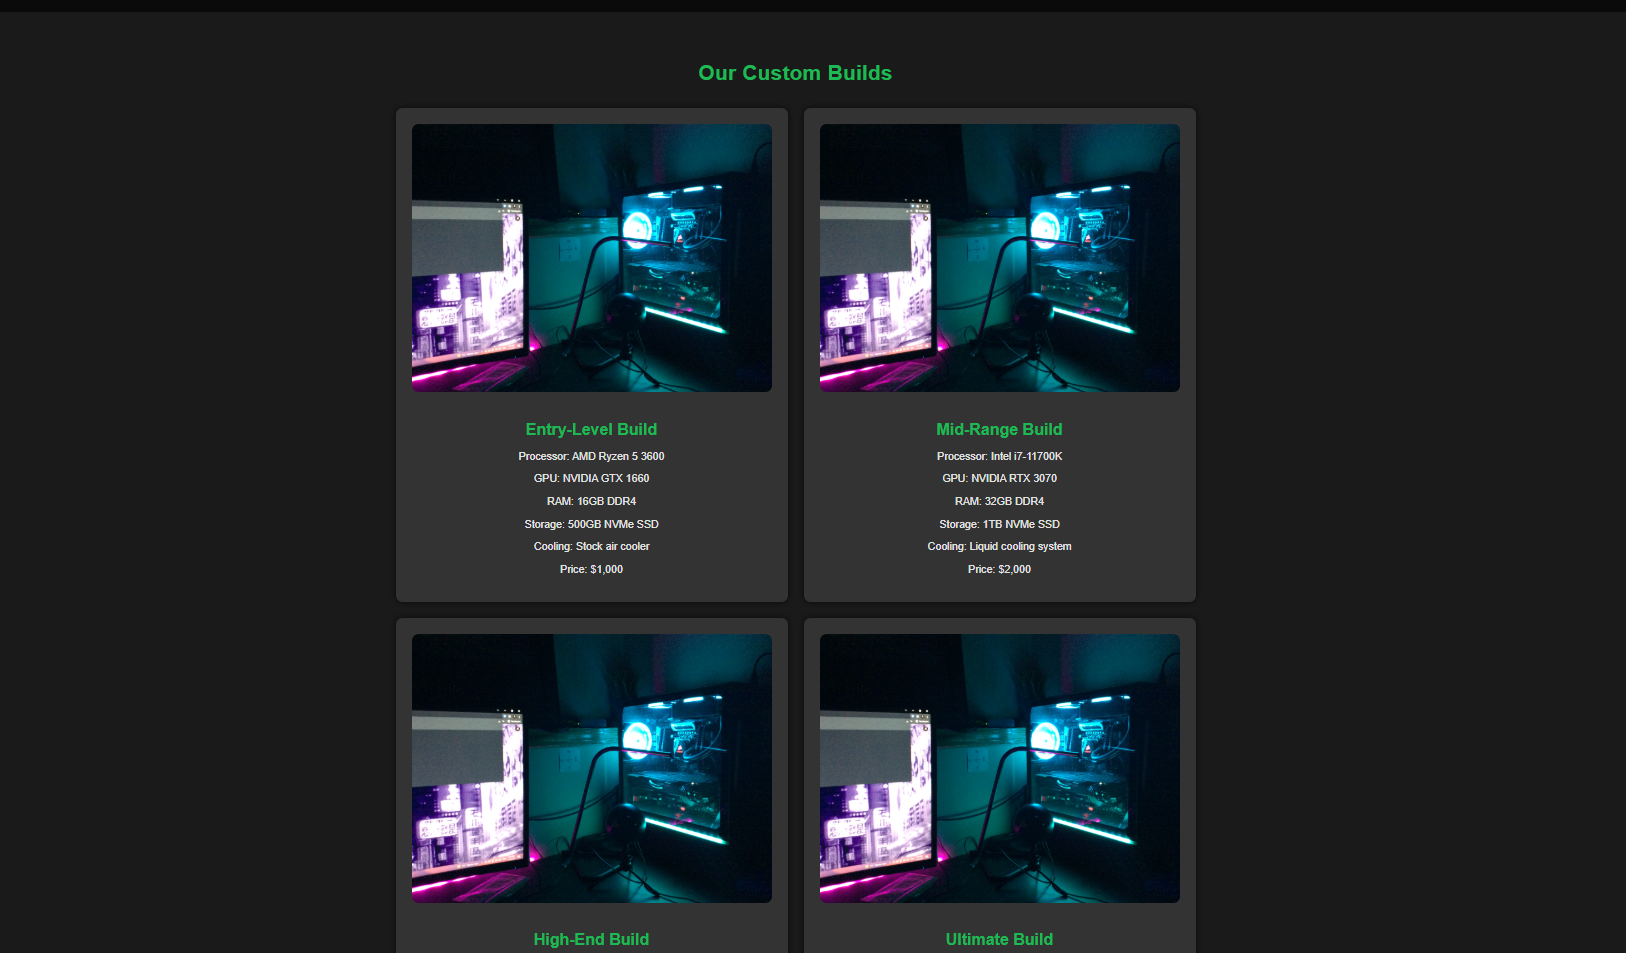 Our Custom Builds
Entry-Level Build
Processor: AMD Ryzen 5 3600
GPU: NVIDIA GTX 1660
RAM: 16GB DDR4
Storage: 500GB NVMe SSD
Cooling: Stock air cooler
Price: $1,000
Mid-Range Build
Processor: Intel i7-11700K
GPU: NVIDIA RTX 3070
RAM: 32GB DDR4
Storage: 1TB NVMe SSD
Cooling: Liquid cooling system
Price: $2,000
High-End Build
Ultimate Build